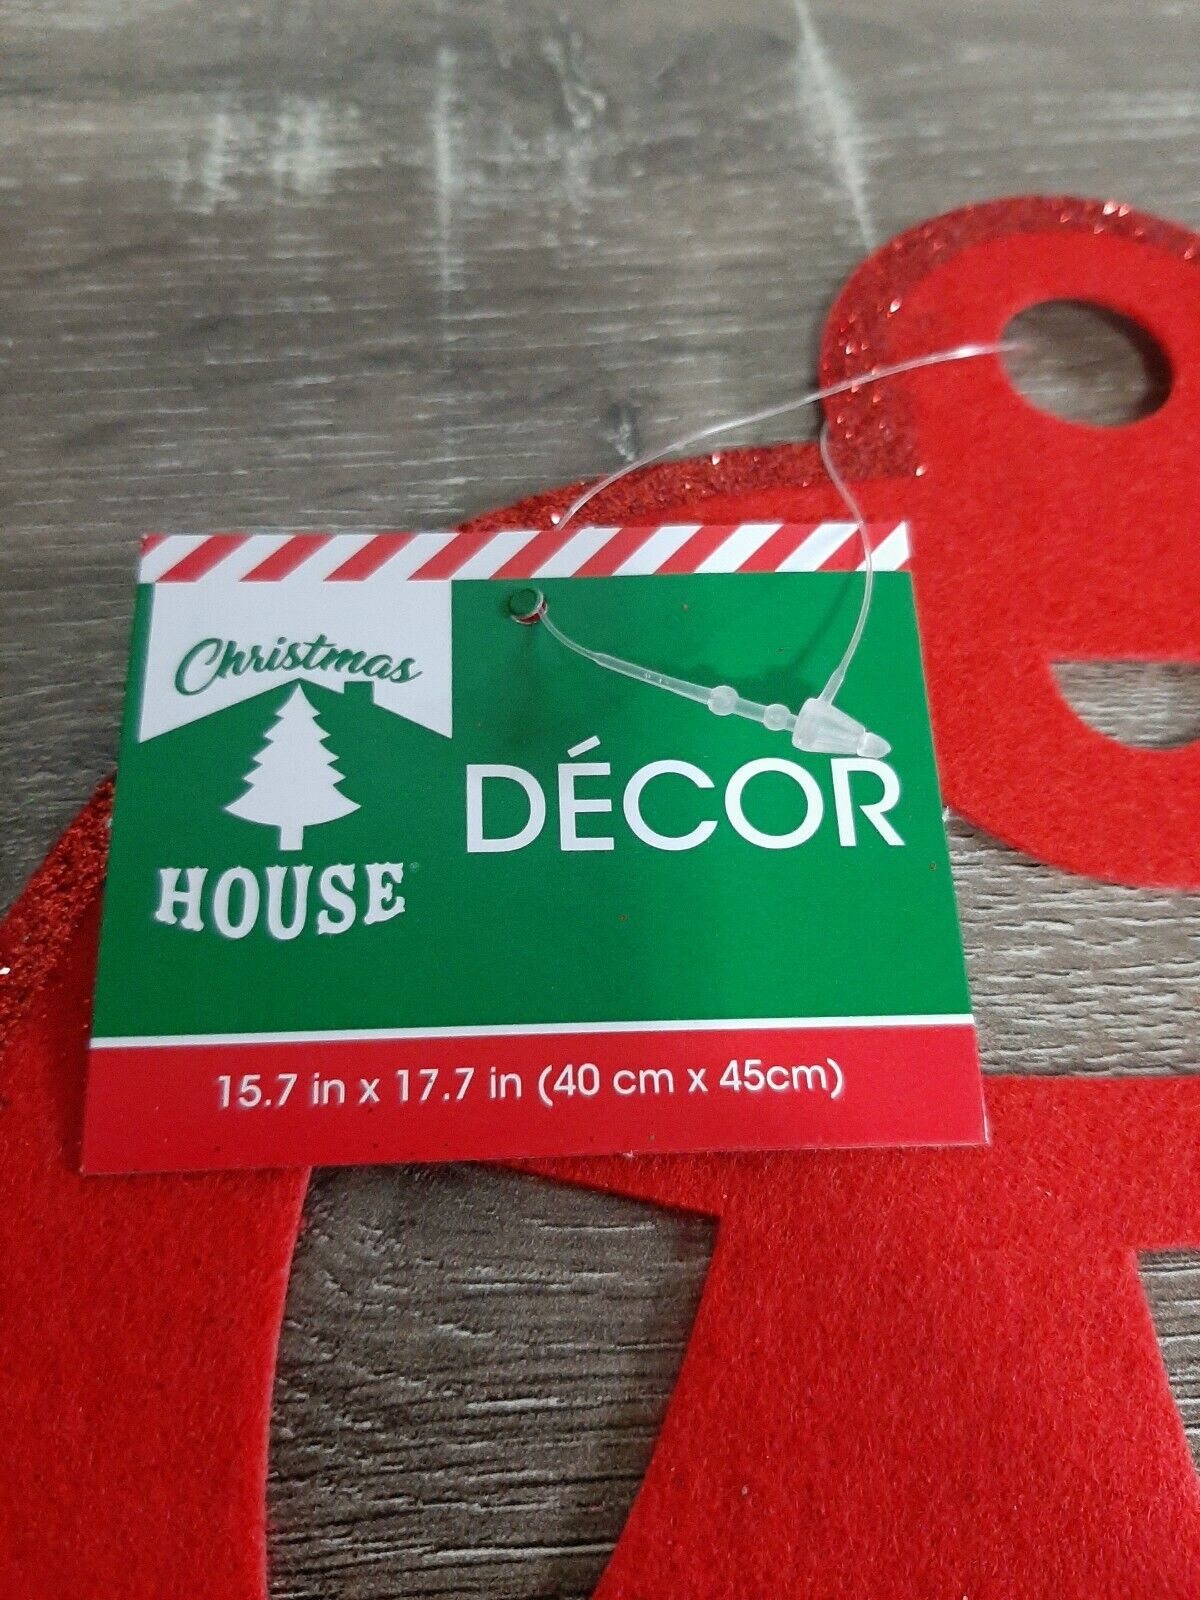 Christmas
HOUSE
DÉCOR
15.7 in x 17.7 in (40 cm x 45cm)